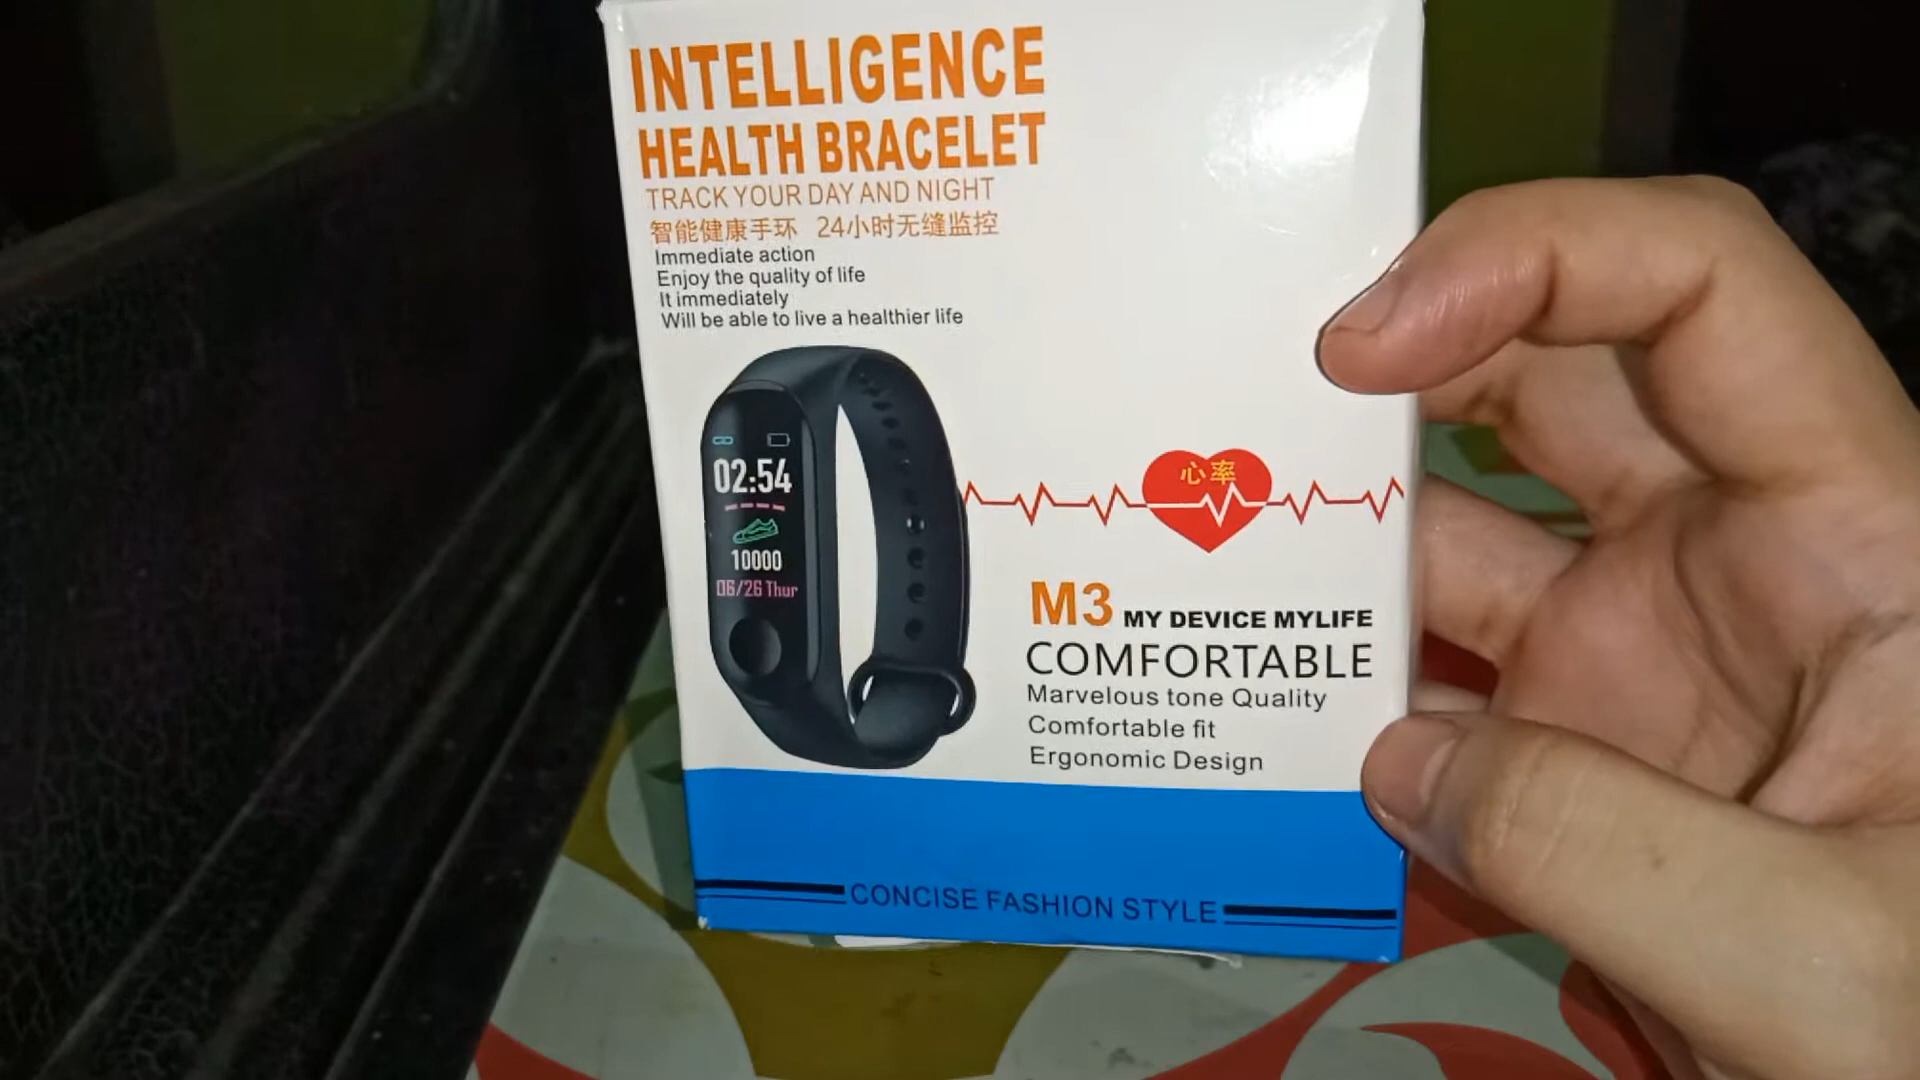 INTELLIGENCE
HEALTH BRACELET
TRACK YOUR DAY AND NIGHT
智能健康手环 24小时无缝监控
Immediate action
Enjoy the quality of life
It immediately
Will be able to live a healthier life
02:54
10000
06/26 Thur
心率
M3 MY DEVICE MYLIFE
COMFORTABLE
Marvelous tone Quality
Comfortable fit
Ergonomic Design
CONCISE FASHION STYLE